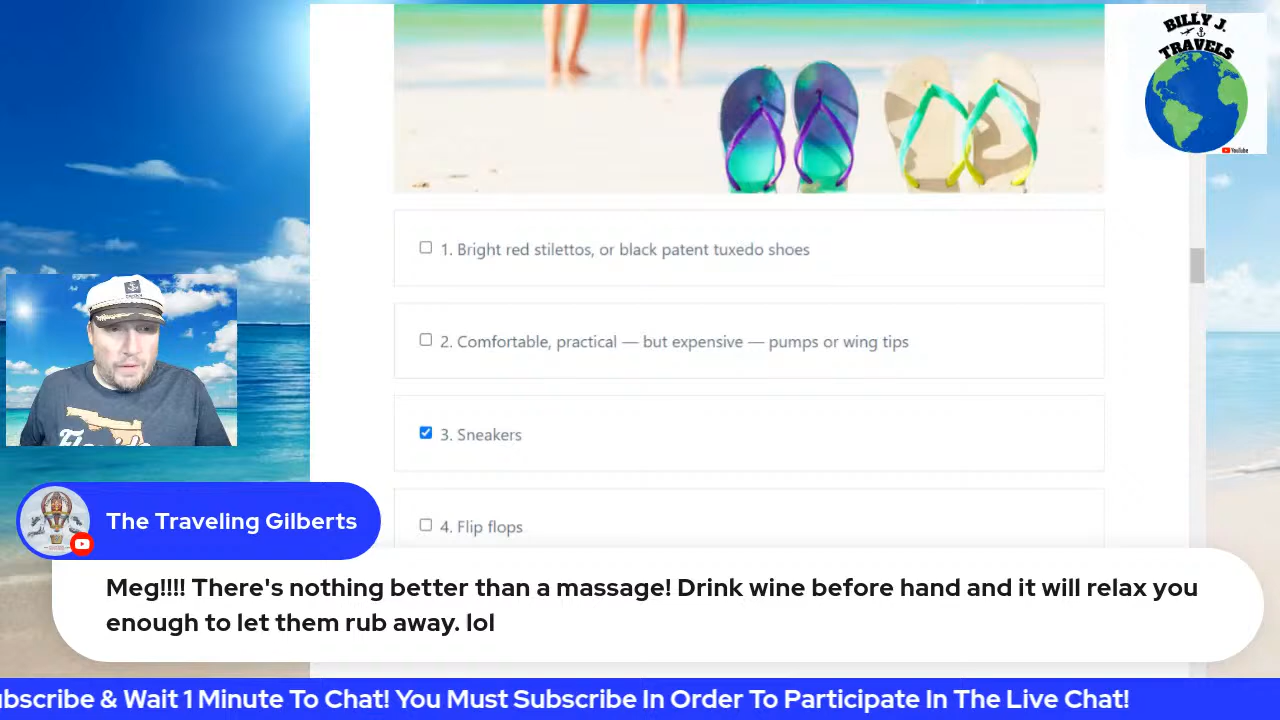 BILLY J.
TRAVELS
YouTube
1. Bright red stilettos, or black patent tuxedo shoes
2. Comfortable, practical — but expensive — pumps or wing tips
3. Sneakers
4. Flip flops
The Traveling Gilberts
Meg!!!! There's nothing better than a massage! Drink wine before hand and it will relax you
enough to let them rub away. lol
ubscribe & Wait 1 Minute To Chat! You Must Subscribe In Order To Participate In The Live Chat!